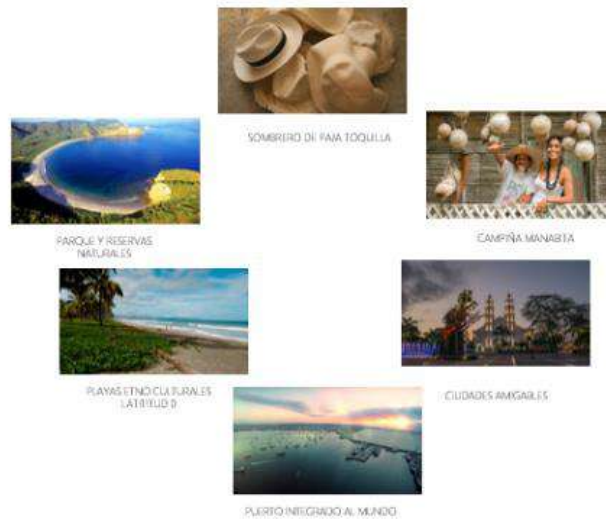 SOMBRERO DE PAJA TOQUILLA
PARQUE Y RESERVAS
NATURALES
CAMPIÑA MANABITA
PLAYAS ETNO CULTURALES
LATITUD 0
CIUDADES AMIGABLES
PUERTO INTEGRADO AL MUNDO